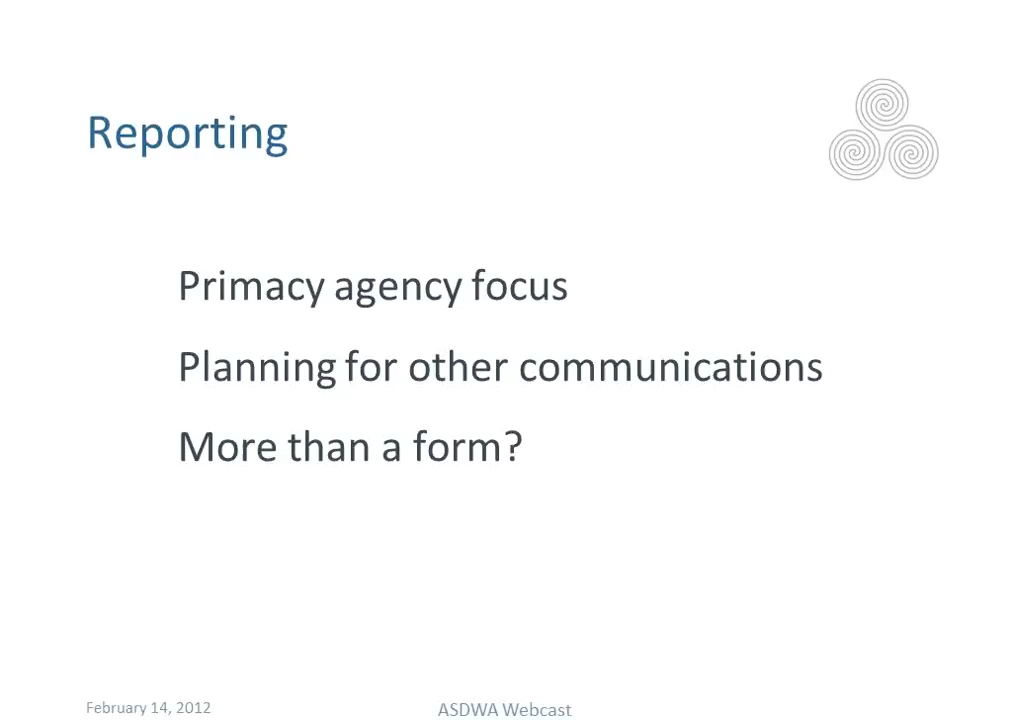 Reporting
Primacy agency focus
Planning for other communications
More than a form?
February 14, 2012
ASDWA Webcast